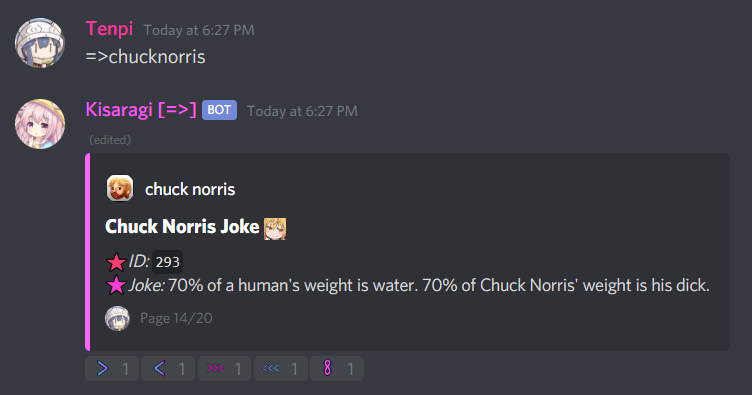 Tenpi Today at 6:27 PM
=>chucknorris
Kisaragi [=>] BOT Today at 6:27 PM
(edited)
chuck norris
Chuck Norris Joke
ID: 293
Joke: 70% of a human's weight is water. 70% of Chuck Norris' weight is his dick.
Page 14/20
> 1 < 1 >>> 1 <<< 1 8 1